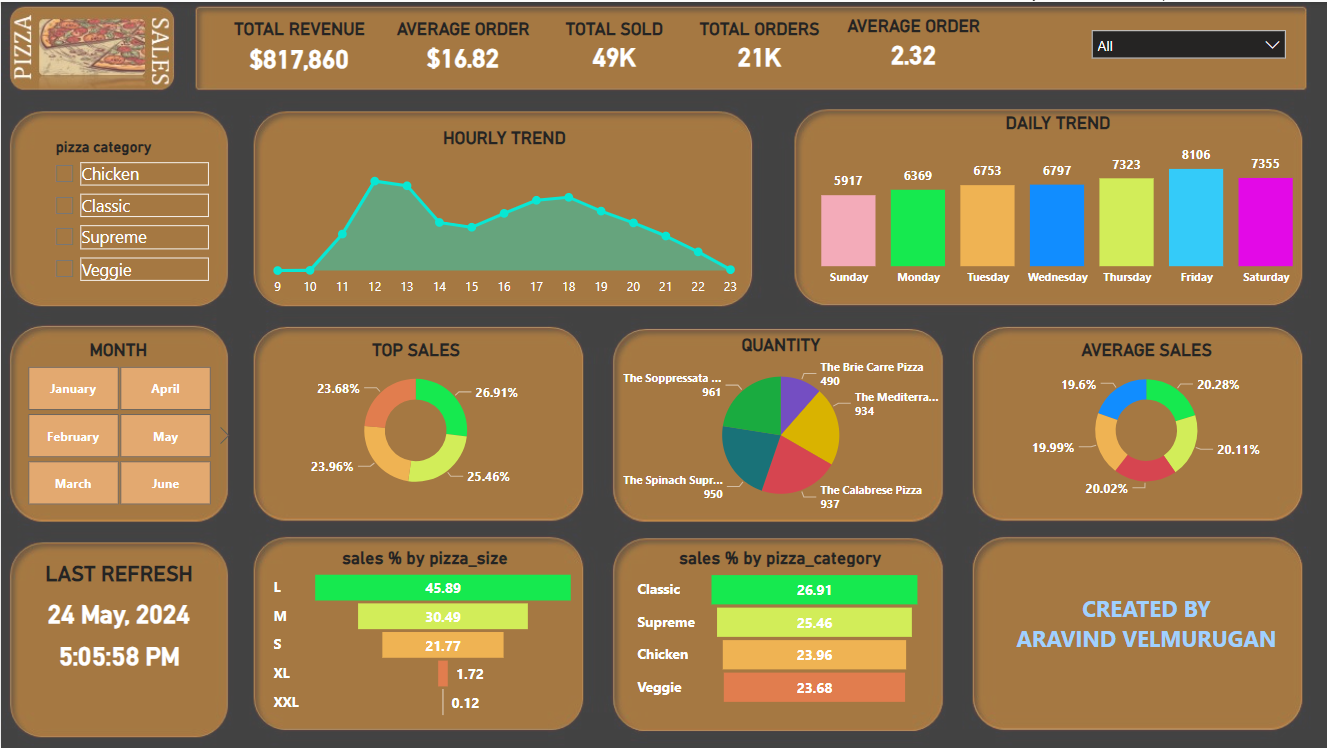 PIZZA
SALES
TOTAL REVENUE
$817,860
AVERAGE ORDER
$16.82
TOTAL SOLD
49K
TOTAL ORDERS
21K
AVERAGE ORDER
2.32
All
pizza category
Chicken
Classic
Supreme
Veggie
HOURLY TREND
9 10 11 12 13 14 15 16 17 18 19 20 21 22 23
DAILY TREND
5917 6369 6753 6797 7323 8106 7355
Sunday Monday Tuesday Wednesday Thursday Friday Saturday
MONTH
January April
February May
March June
TOP SALES
23.68% 26.91%
23.96% 25.46%
QUANTITY
The Soppressata ...
961
The Brie Carre Pizza
490
The Mediterra...
934
The Spinach Supr...
950
The Calabrese Pizza
937
AVERAGE SALES
19.6% 20.28%
19.99% 20.11%
20.02%
LAST REFRESH
24 May, 2024
5:05:58 PM
sales % by pizza_size
L 45.89
M 30.49
S 21.77
XL 1.72
XXL 0.12
sales % by pizza_category
Classic 26.91
Supreme 25.46
Chicken 23.96
Veggie 23.68
CREATED BY
ARAVIND VELMURUGAN